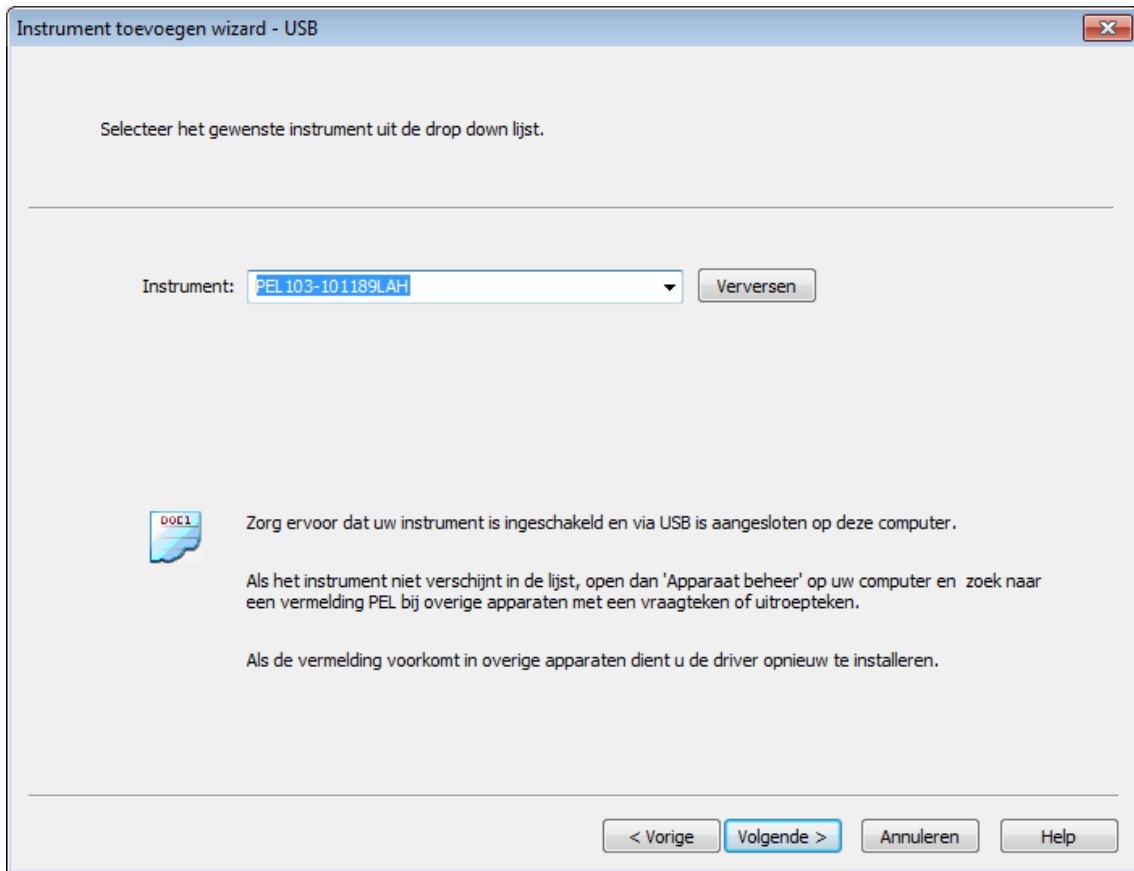 Instrument toevoegen wizard - USB
Selecteer het gewenste instrument uit de drop down lijst.
Instrument: PEL103-101189LAH Verversen
DOC1
Zorg ervoor dat uw instrument is ingeschakeld en via USB is aangesloten op deze computer.
Als het instrument niet verschijnt in de lijst, open dan 'Apparaat beheer' op uw computer en  zoek naar
een vermelding PEL bij overige apparaten met een vraagteken of uitroepteken.
Als de vermelding voorkomt in overige apparaten dient u de driver opnieuw te installeren.
< Vorige Volgende > Annuleren Help